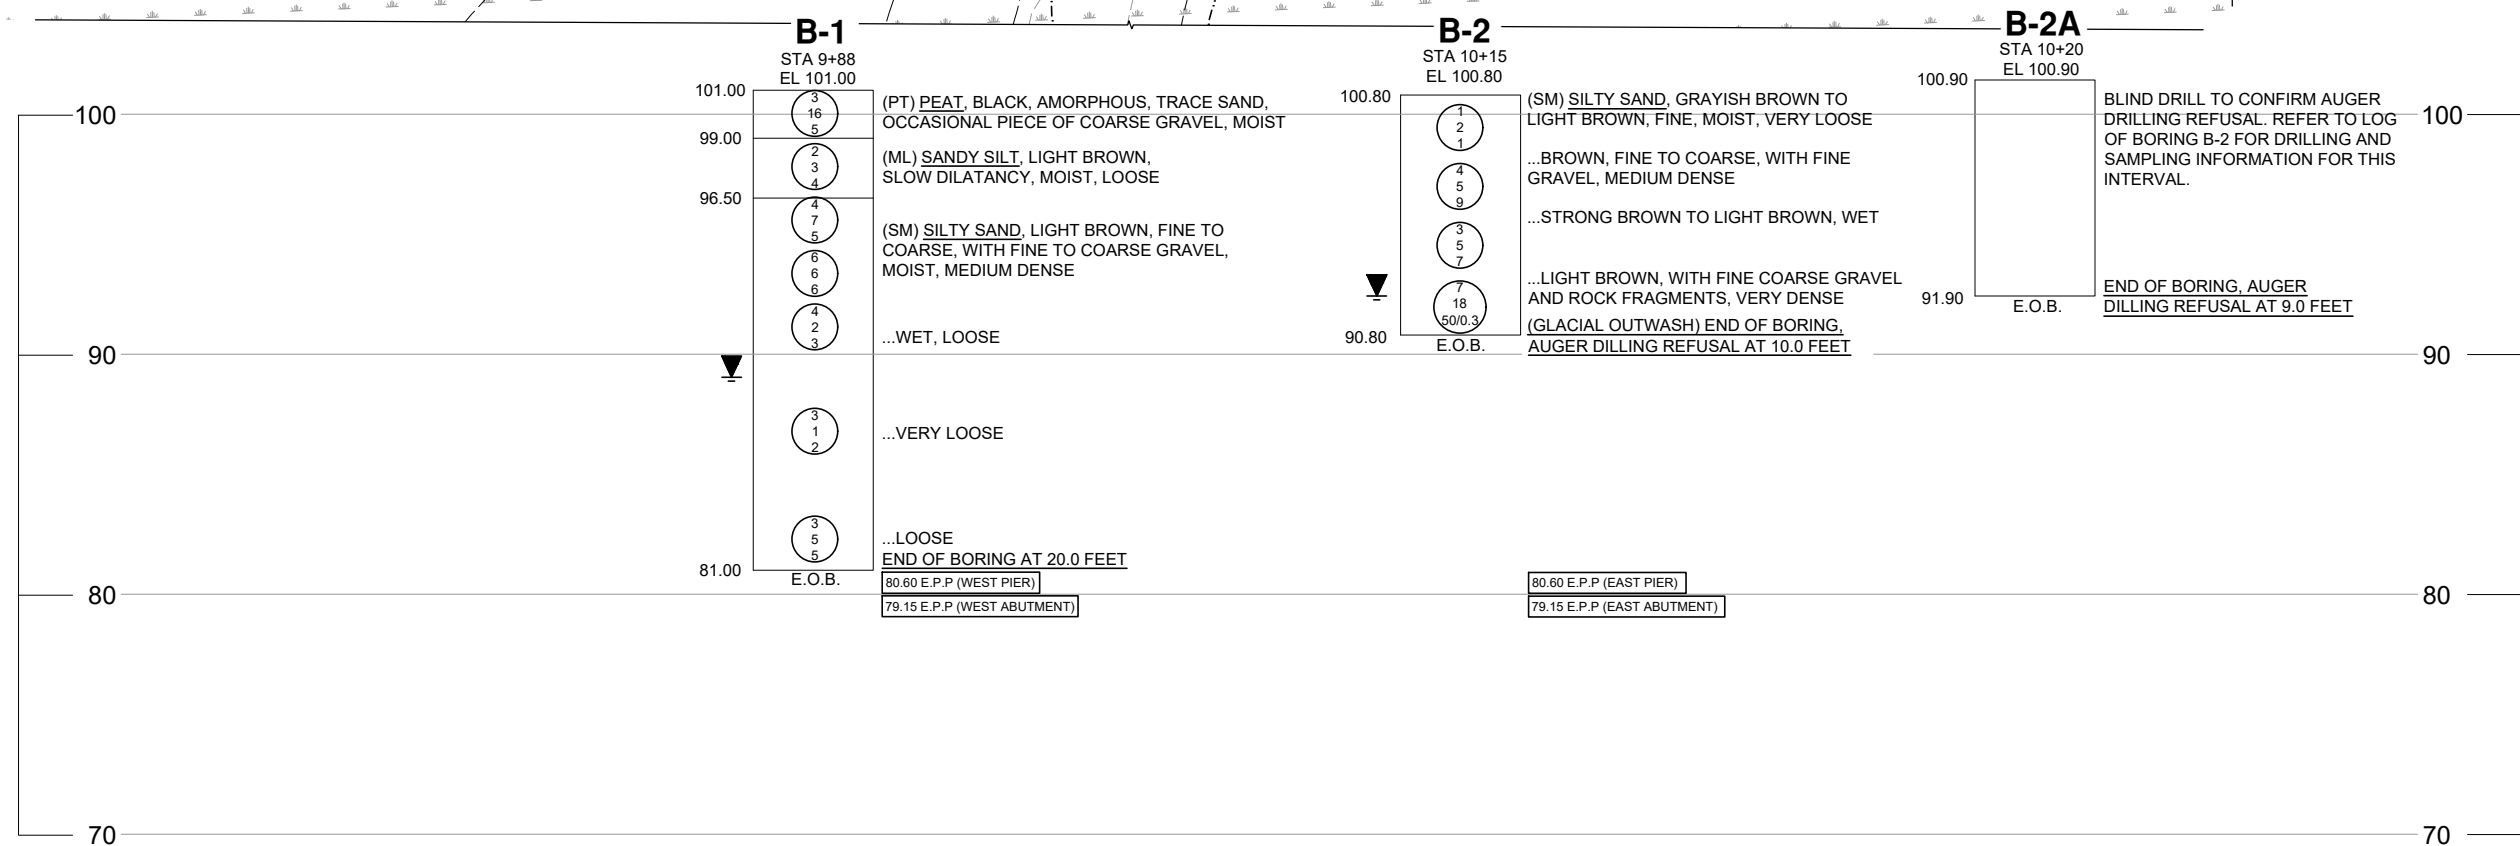 B-1
STA 9+88
EL 101.00
101.00
99.00
96.50
81.00
3
16
5
2
3
4
4
7
5
6
6
6
4
2
3
3
1
2
3
5
5
E.O.B.
(PT) PEAT, BLACK, AMORPHOUS, TRACE SAND,
OCCASIONAL PIECE OF COARSE GRAVEL, MOIST
(ML) SANDY SILT, LIGHT BROWN,
SLOW DILATANCY, MOIST, LOOSE
(SM) SILTY SAND, LIGHT BROWN, FINE TO
COARSE, WITH FINE TO COARSE GRAVEL,
MOIST, MEDIUM DENSE
...WET, LOOSE
...VERY LOOSE
...LOOSE
END OF BORING AT 20.0 FEET
80.60 E.P.P (WEST PIER)
79.15 E.P.P (WEST ABUTMENT)
B-2
STA 10+15
EL 100.80
100.80
90.80
1
2
1
4
5
9
3
5
7
7
18
50/0.3
E.O.B.
(SM) SILTY SAND, GRAYISH BROWN TO
LIGHT BROWN, FINE, MOIST, VERY LOOSE
...BROWN, FINE TO COARSE, WITH FINE
GRAVEL, MEDIUM DENSE
...STRONG BROWN TO LIGHT BROWN, WET
...LIGHT BROWN, WITH FINE COARSE GRAVEL
AND ROCK FRAGMENTS, VERY DENSE
(GLACIAL OUTWASH) END OF BORING,
AUGER DILLING REFUSAL AT 10.0 FEET
80.60 E.P.P (EAST PIER)
79.15 E.P.P (EAST ABUTMENT)
B-2A
STA 10+20
EL 100.90
100.90
91.90
E.O.B.
BLIND DRILL TO CONFIRM AUGER
DRILLING REFUSAL. REFER TO LOG
OF BORING B-2 FOR DRILLING AND
SAMPLING INFORMATION FOR THIS
INTERVAL.
END OF BORING, AUGER
DILLING REFUSAL AT 9.0 FEET
100
90
80
70
100
90
80
70